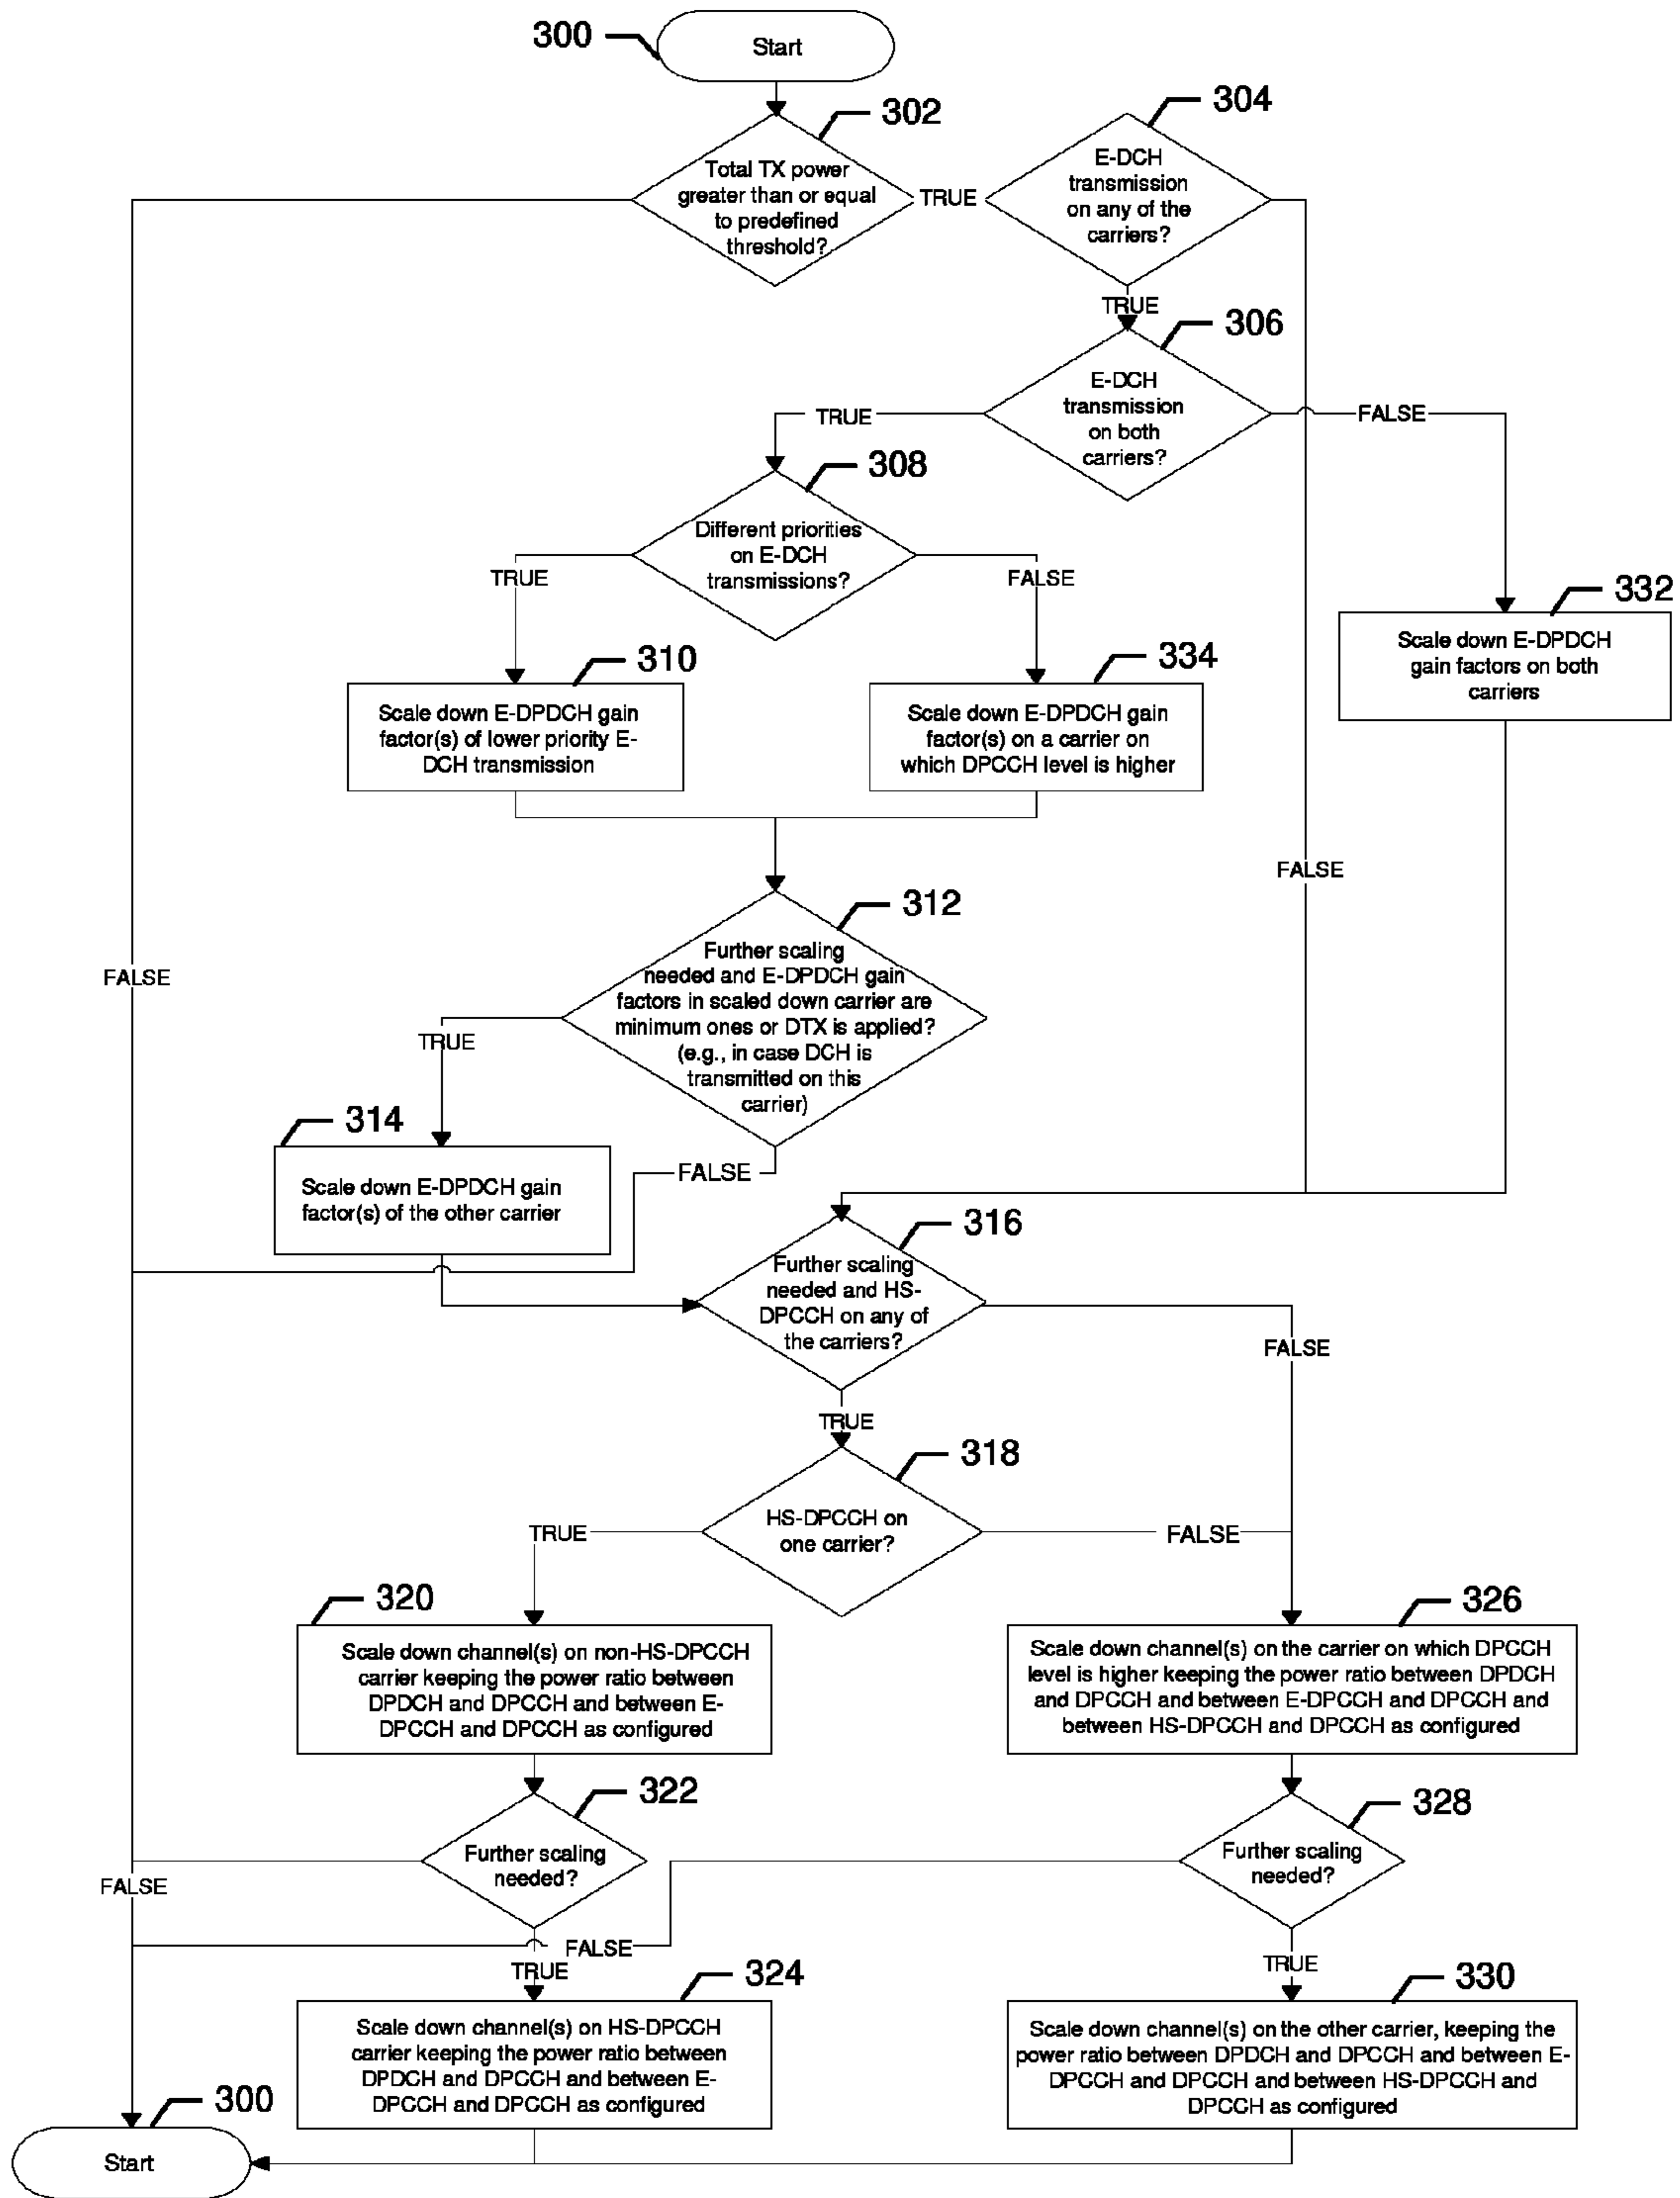 300
Start
302
304
Total TX power
greater than or equal
to predefined
threshold?
TRUE
E-DCH
transmission
on any of the
carriers?
TRUE
306
E-DCH
transmission
on both
carriers?
TRUE
FALSE
308
Different priorities
on E-DCH
transmissions?
TRUE
FALSE
332
Scale down E-DPDCH
gain factors on both
carriers
310
334
Scale down E-DPDCH gain
factor(s) of lower priority E-
DCH transmission
Scale down E-DPDCH gain
factor(s) on a carrier on
which DPCCH level is higher
FALSE
312
Further scaling
needed and E-DPDCH gain
factors in scaled down carrier are
minimum ones or DTX is applied?
(e.g., in case DCH is
transmitted on this
carrier)
FALSE
TRUE
314
FALSE
Scale down E-DPDCH gain
factor(s) of the other carrier
316
Further scaling
needed and HS-
DPCCH on any of
the carriers?
FALSE
TRUE
318
HS-DPCCH on
one carrier?
TRUE
FALSE
320
326
Scale down channel(s) on non-HS-DPCCH
carrier keeping the power ratio between
DPDCH and DPCCH and between E-
DPCCH and DPCCH as configured
Scale down channel(s) on the carrier on which DPCCH
level is higher keeping the power ratio between DPDCH
and DPCCH and between E-DPCCH and DPCCH and
between HS-DPCCH and DPCCH as configured
322
328
Further scaling
needed?
Further scaling
needed?
FALSE
FALSE
TRUE
TRUE
324
330
Scale down channel(s) on HS-DPCCH
carrier keeping the power ratio between
DPDCH and DPCCH and between E-
DPCCH and DPCCH as configured
Scale down channel(s) on the other carrier, keeping the
power ratio between DPDCH and DPCCH and between E-
DPCCH and DPCCH and between HS-DPCCH and
DPCCH as configured
300
Start